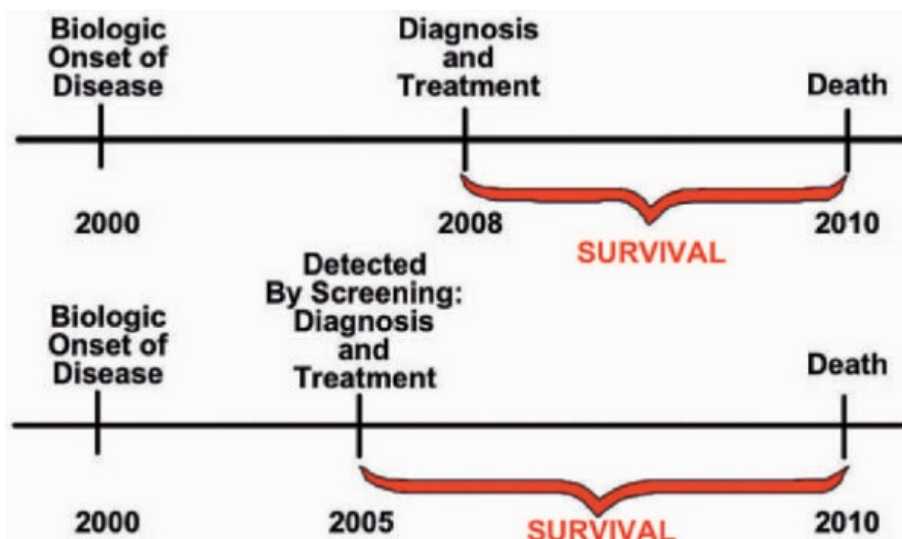 Biologic
Onset of
Disease
Diagnosis
and
Treatment
Death
2000
2008
2010
SURVIVAL
Biologic
Onset of
Disease
Detected
By Screening:
Diagnosis
and
Treatment
Death
2000
2005
2010
SURVIVAL